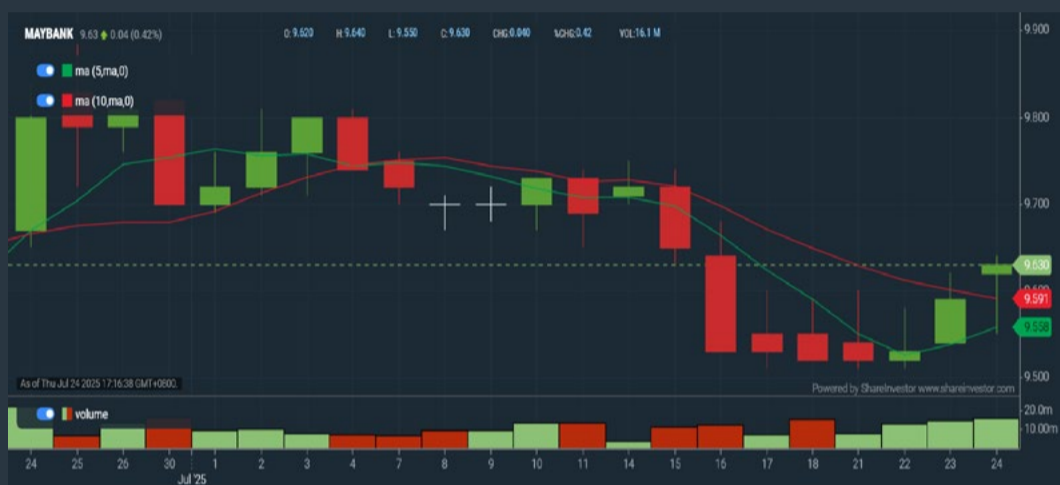 MAYBANK 9.63 0.04 (0.42%) O:9.620 H:9.640 L:9.550 C:9.630 CHG:0.040 %CHG:0.42 VOL:16.1 M
ma (5,ma,0)
ma (10,ma,0)
9.900
9.800
9.700
9.630
9.591
9.558
9.500
As of Thu Jul 24 2025 17:16:38 GMT+0800.
Powered by ShareInvestor www.shareinvestor.com
volume
20.0m
10.00m
24 25 26 30 1 2 3 4 7 8 9 10 11 14 15 16 17 18 21 22 23 24
Jul '25